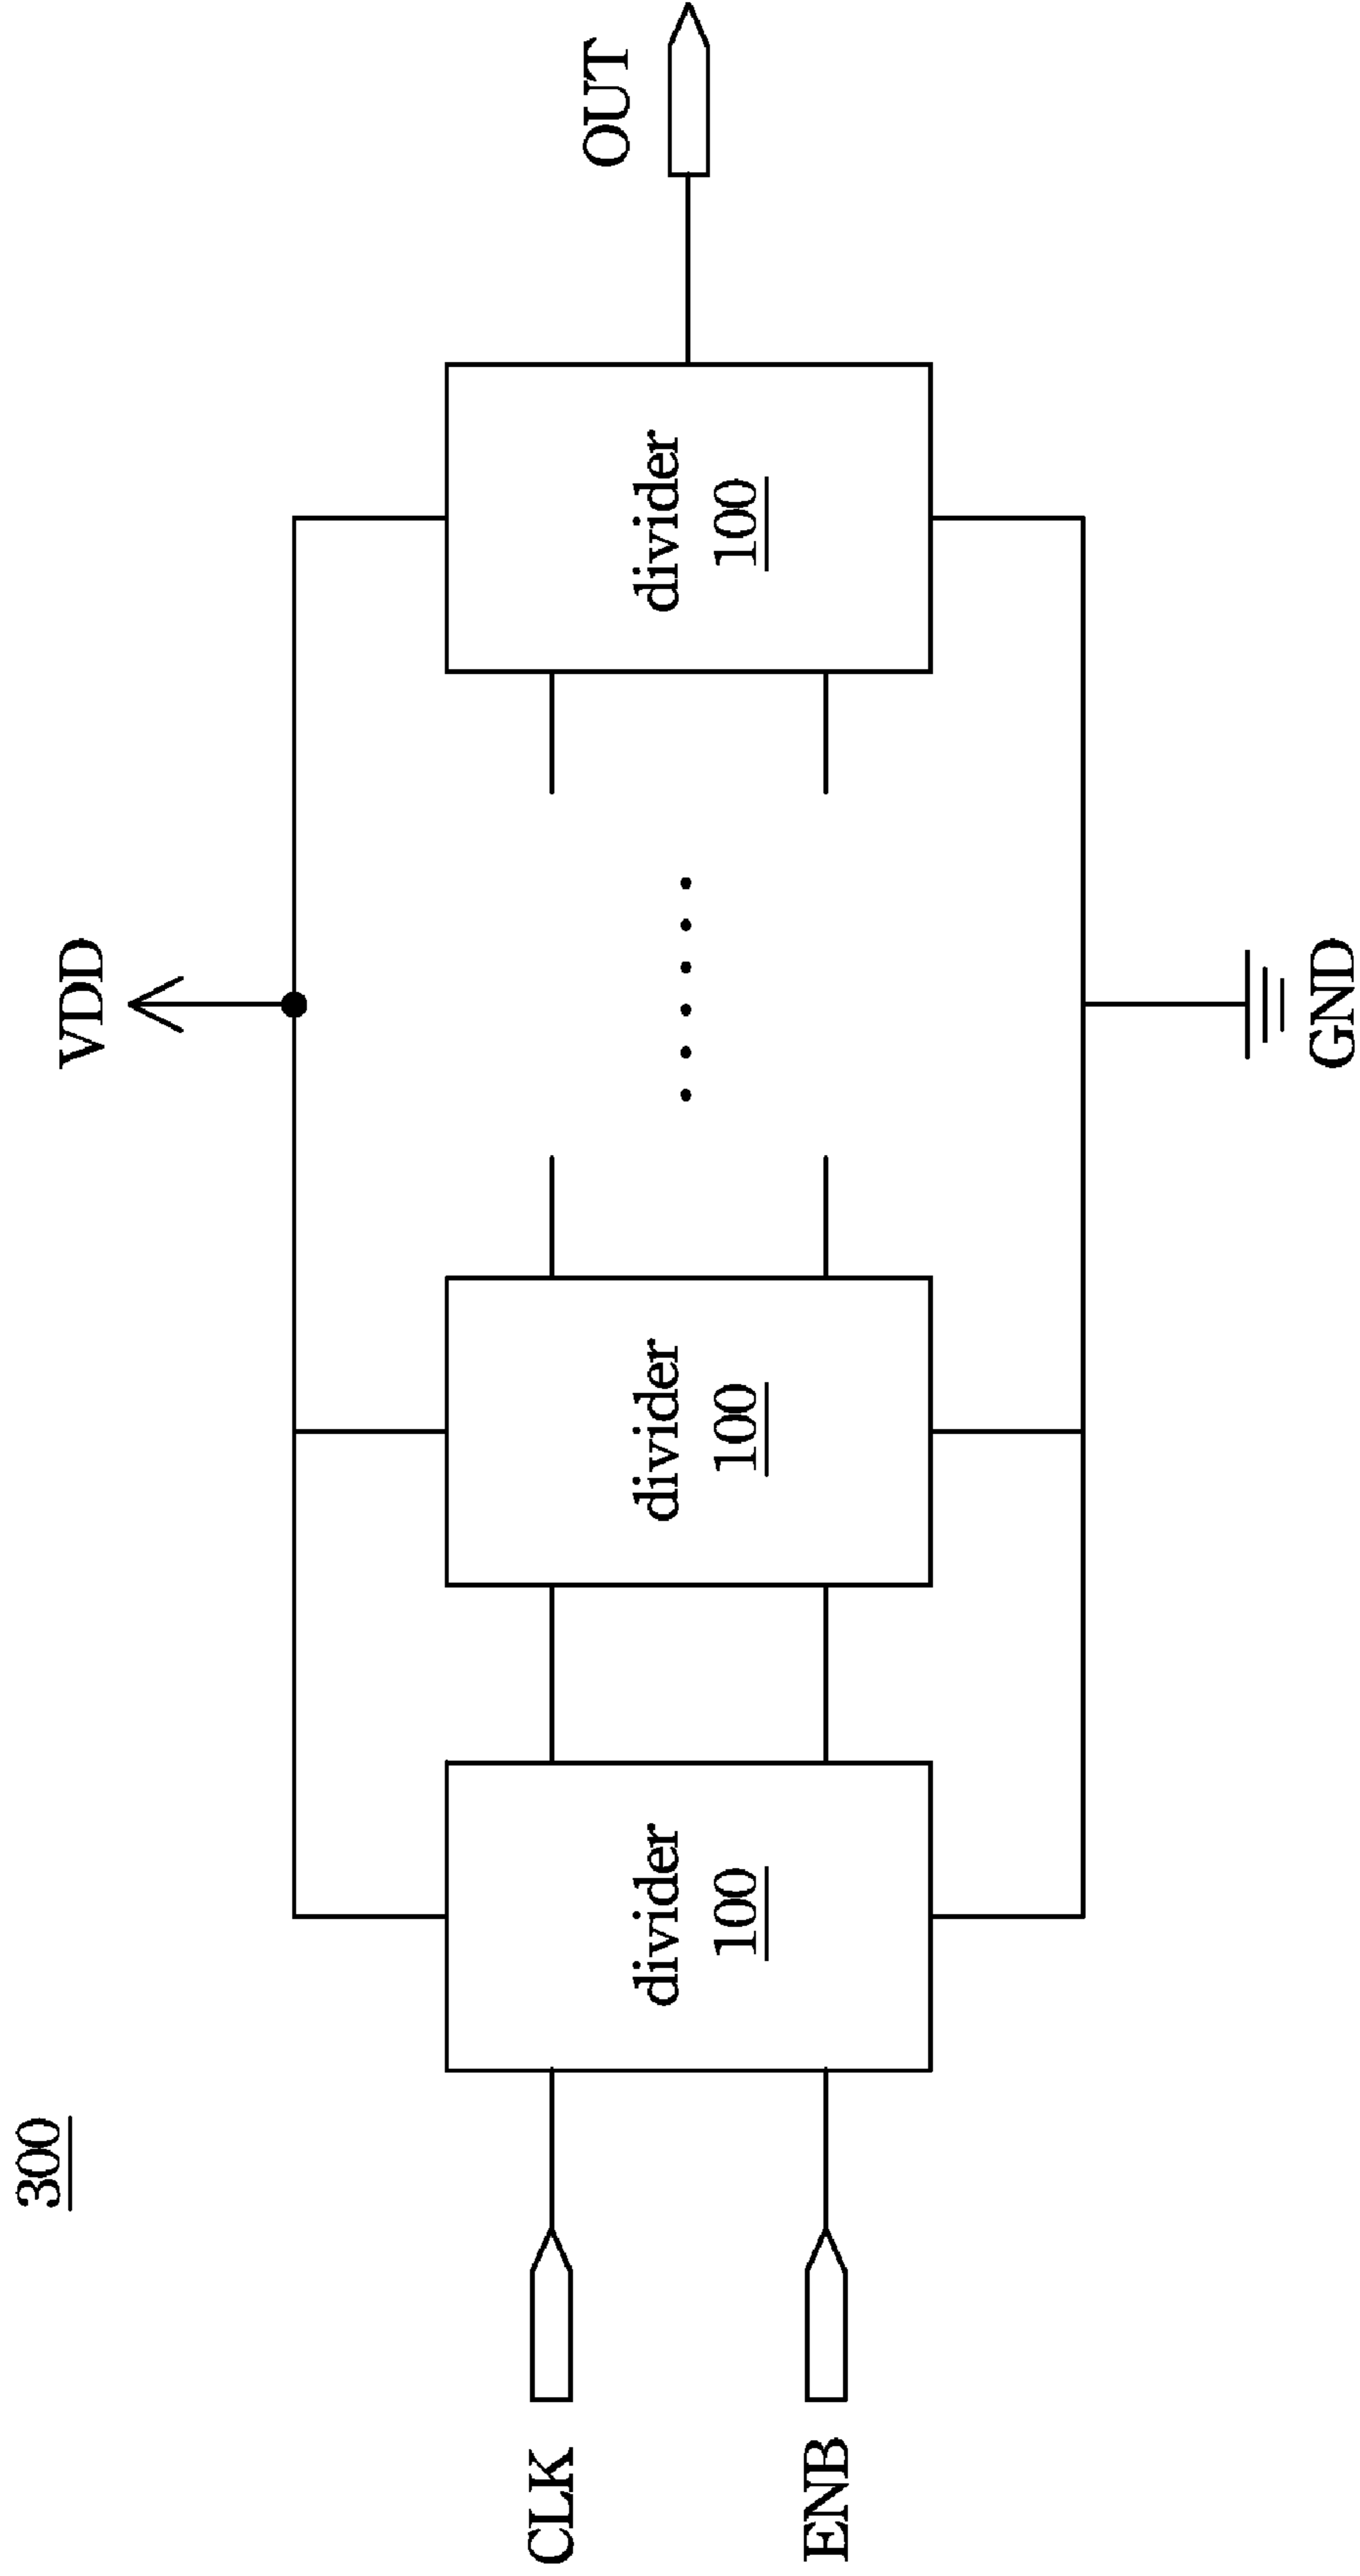 300
VDD
CLK
ENB
divider
100
divider
100
divider
100
OUT
GND